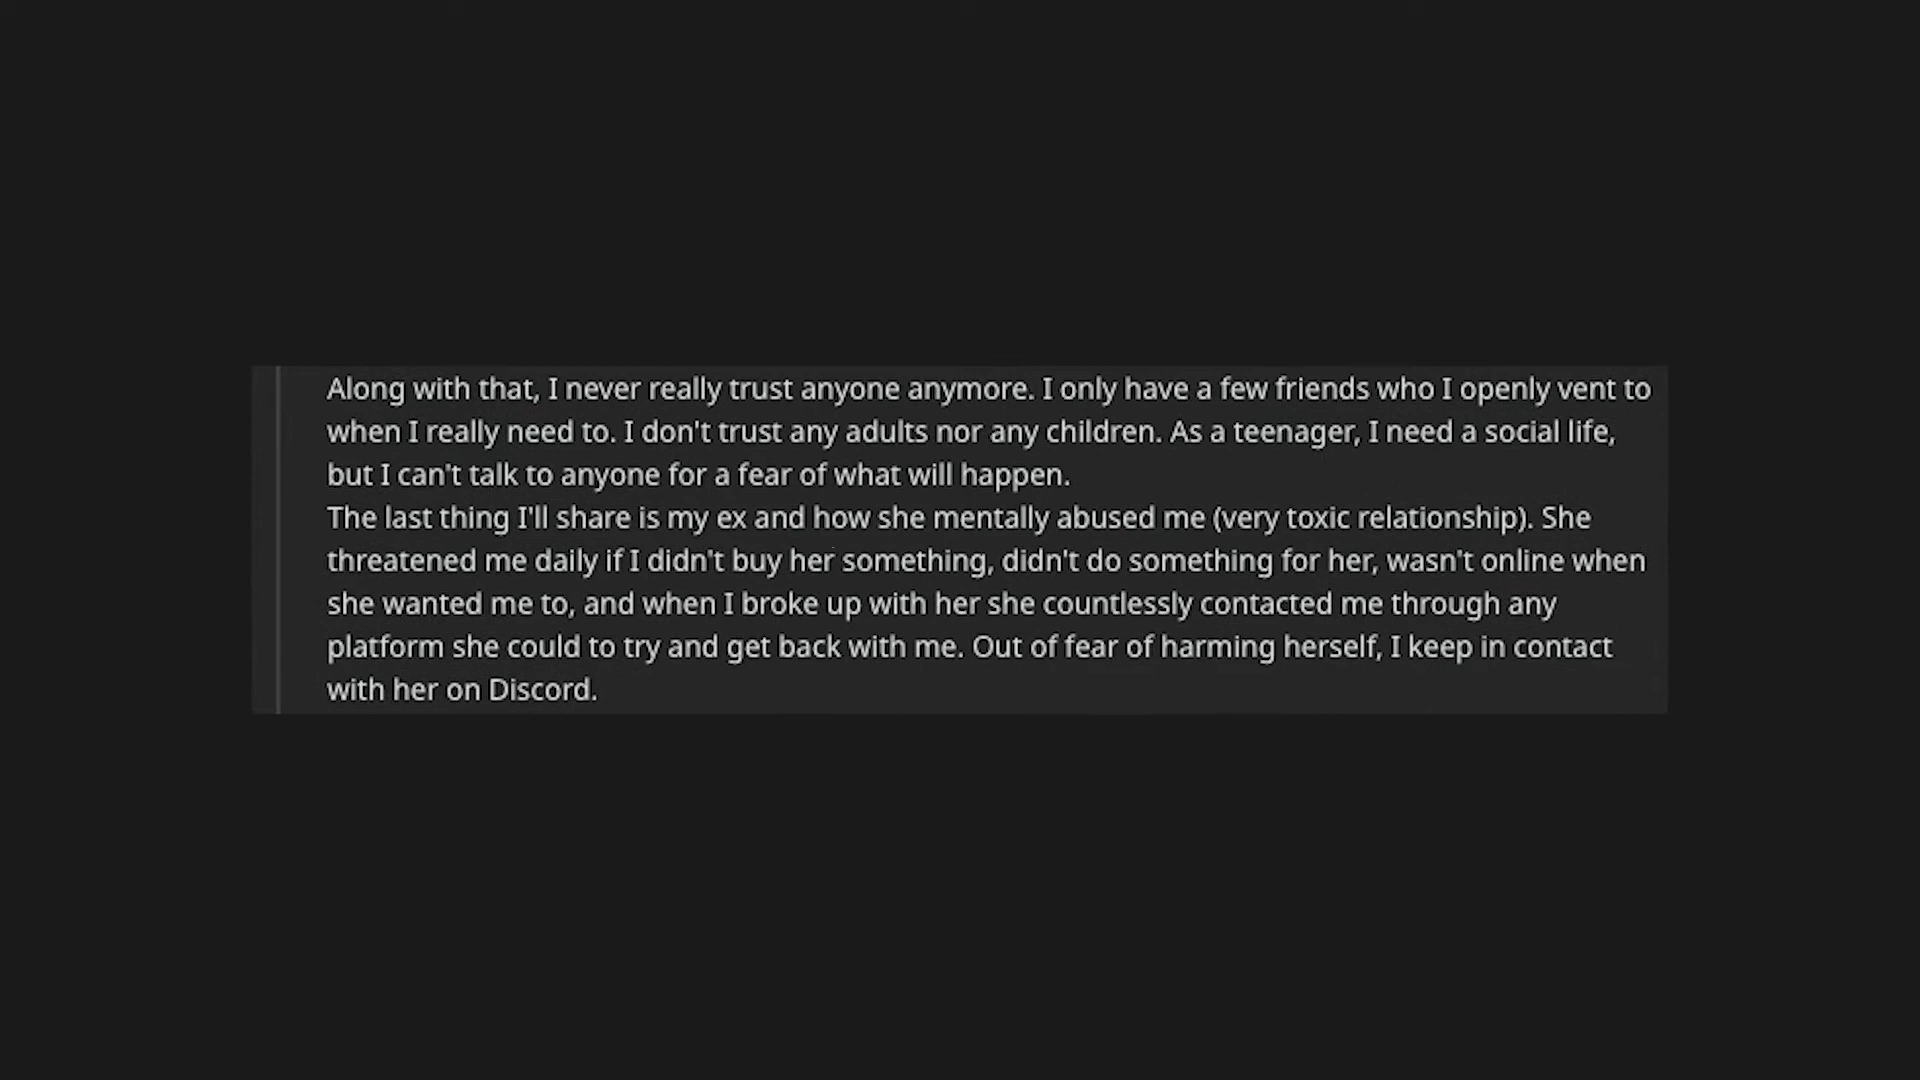 Along with that, I never really trust anyone anymore. I only have a few friends who I openly vent to
when I really need to. I don't trust any adults nor any children. As a teenager, I need a social life,
but I can't talk to anyone for a fear of what will happen.
The last thing I'll share is my ex and how she mentally abused me (very toxic relationship). She
threatened me daily if I didn't buy her something, didn't do something for her, wasn't online when
she wanted me to, and when I broke up with her she countlessly contacted me through any
platform she could to try and get back with me. Out of fear of harming herself, I keep in contact
with her on Discord.